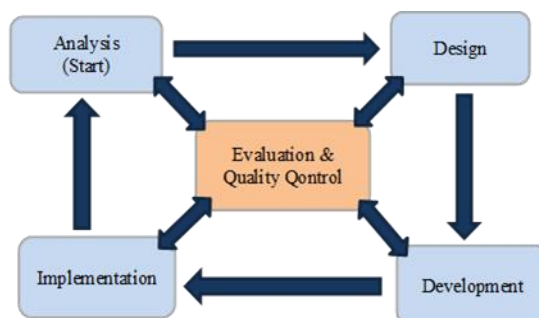 Analysis
(Start)
Design
Evaluation &
Quality Qontrol
Implementation
Development